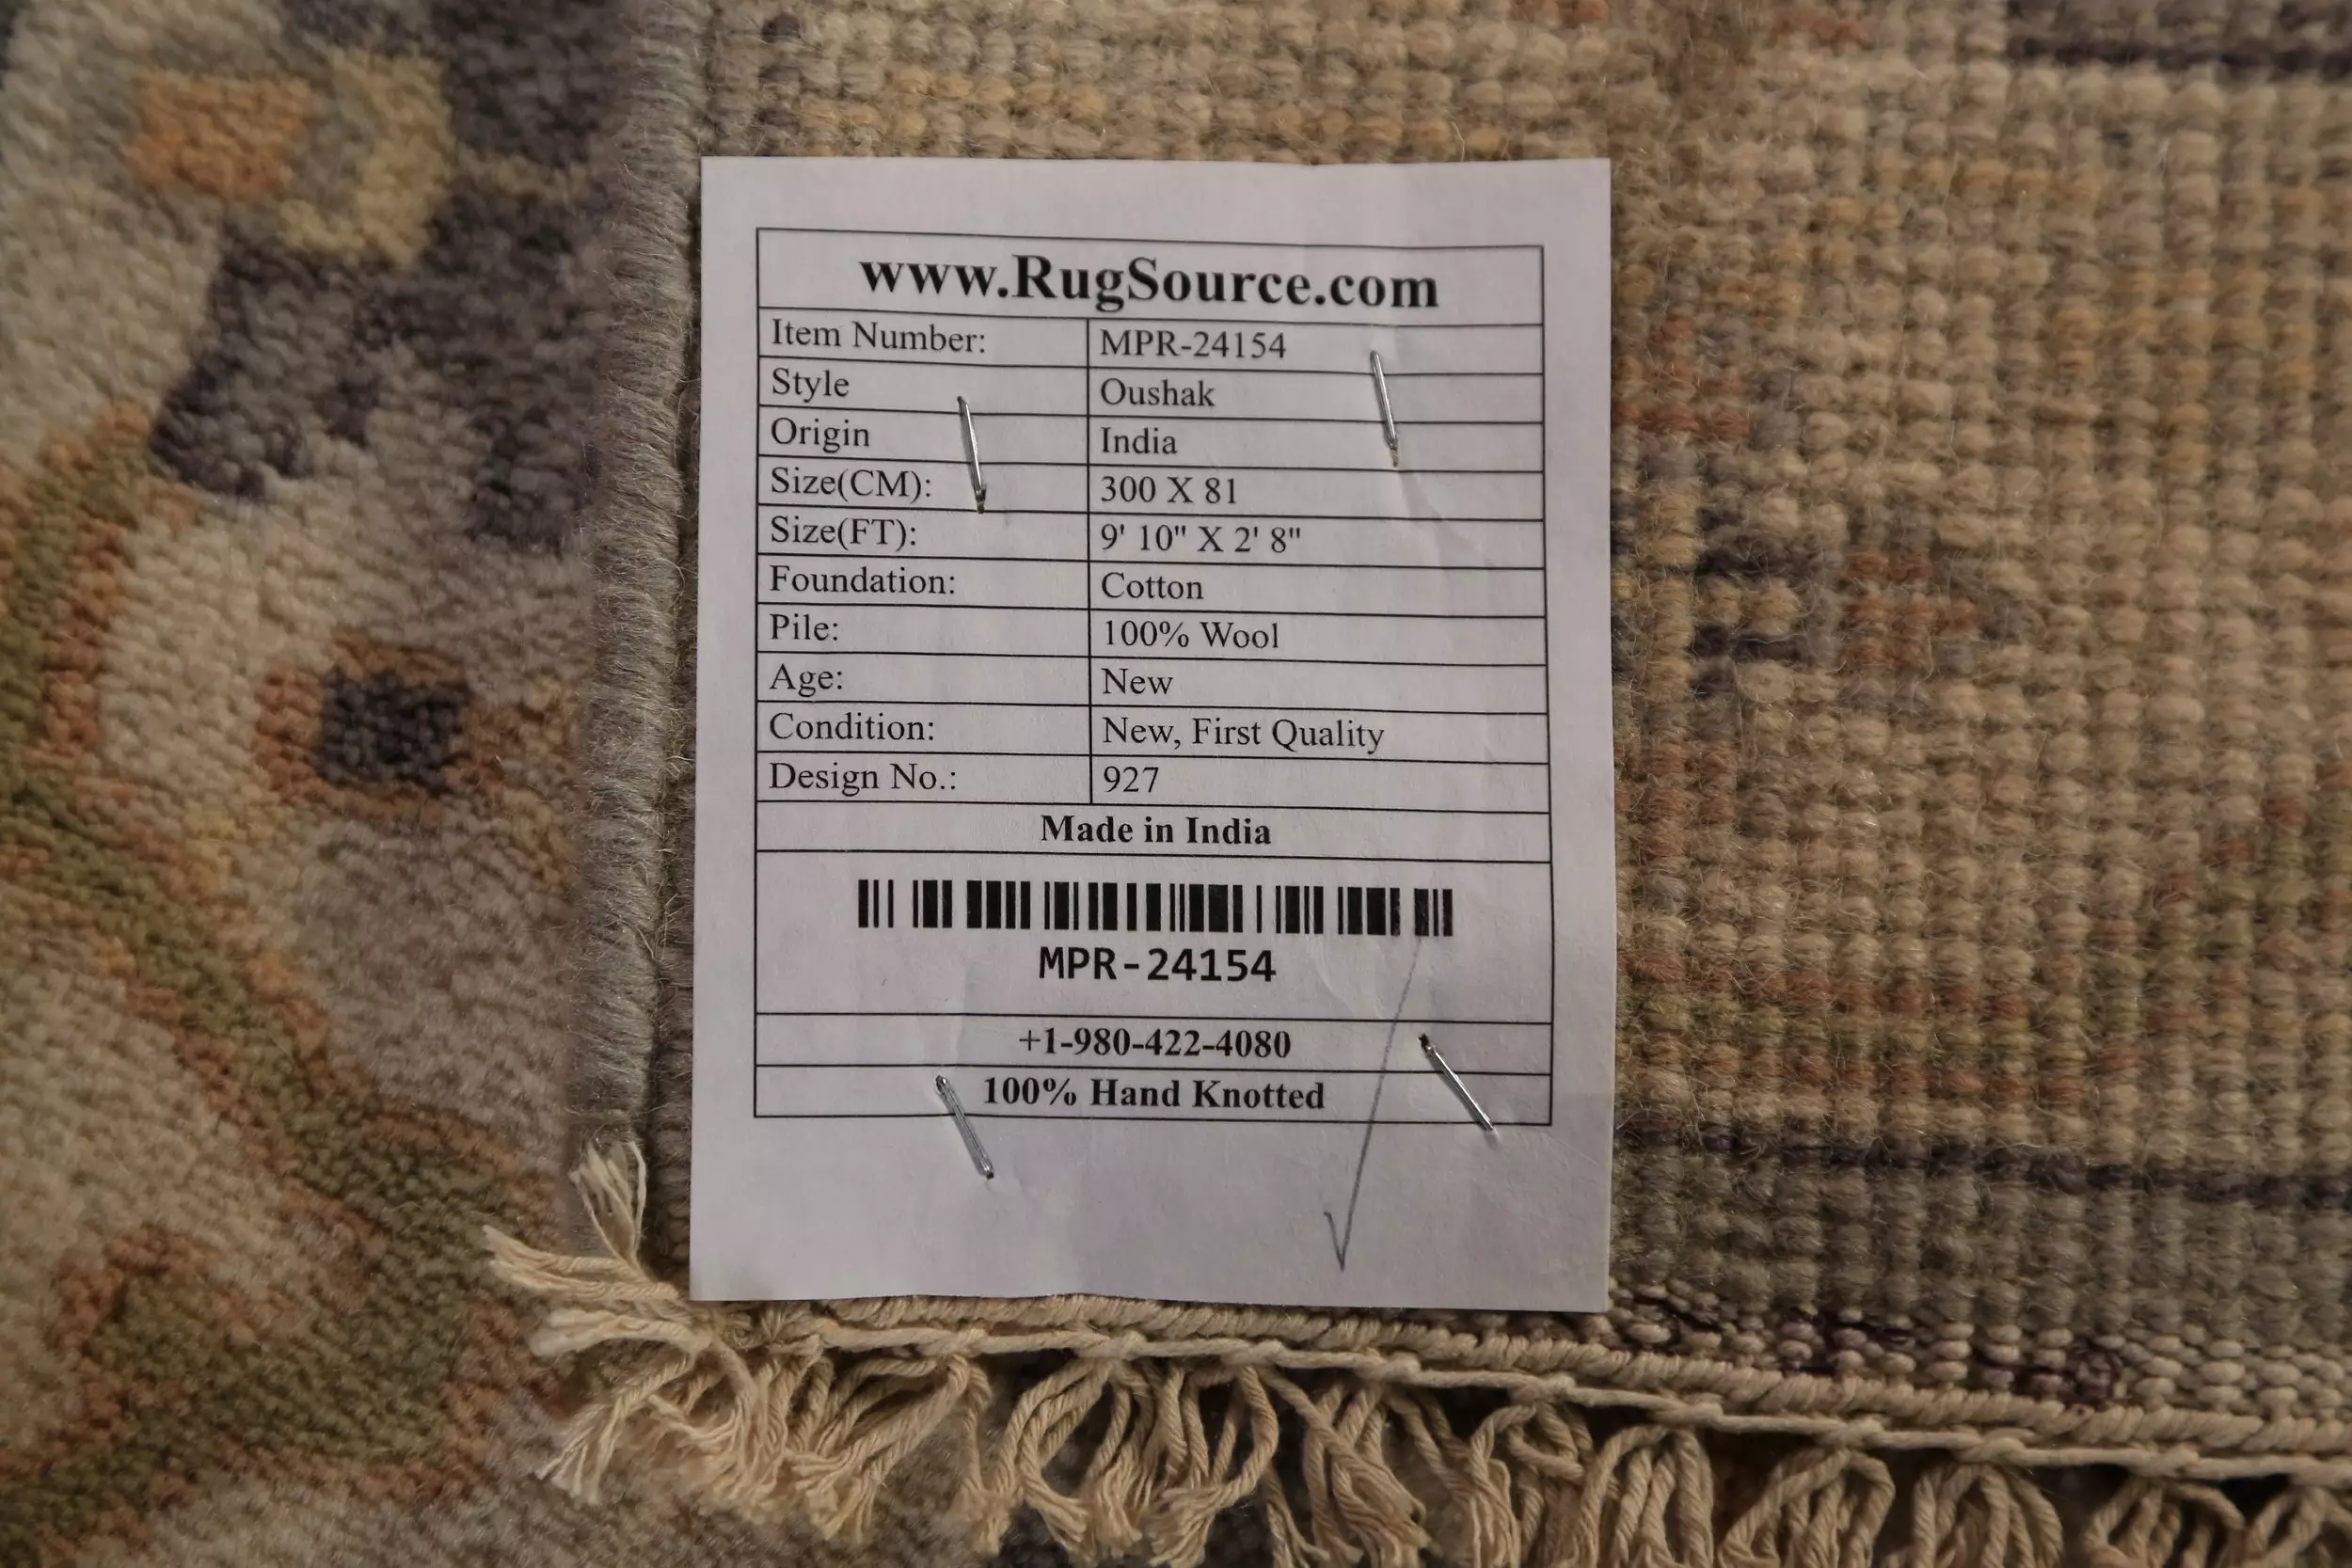 www.RugSource.com
Item Number: MPR-24154
Style Oushak
Origin India
Size(CM): 300 X 81
Size(FT): 9' 10" X 2' 8"
Foundation: Cotton
Pile: 100% Wool
Age: New
Condition: New, First Quality
Design No.: 927
Made in India
MPR-24154
+1-980-422-4080
100% Hand Knotted